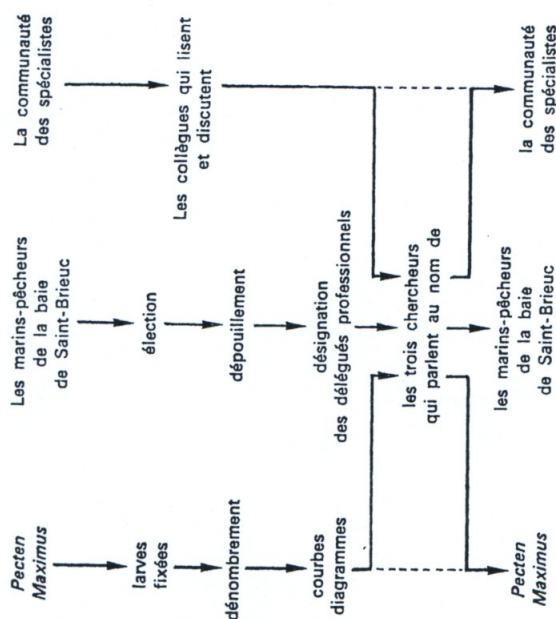 La communauté
des spécialistes
Les collègues qui lisent
et discutent
la communauté
des spécialistes
Les marins-pêcheurs
de la baie
de Saint-Brieuc
élection
dépouillement
désignation
des délégués professionnels
les trois chercheurs
qui parlent au nom de
les marins-pêcheurs
de la baie
de Saint-Brieuc
Pecten
Maximus
larves
fixées
dénombrement
courbes
diagrammes
Pecten
Maximus